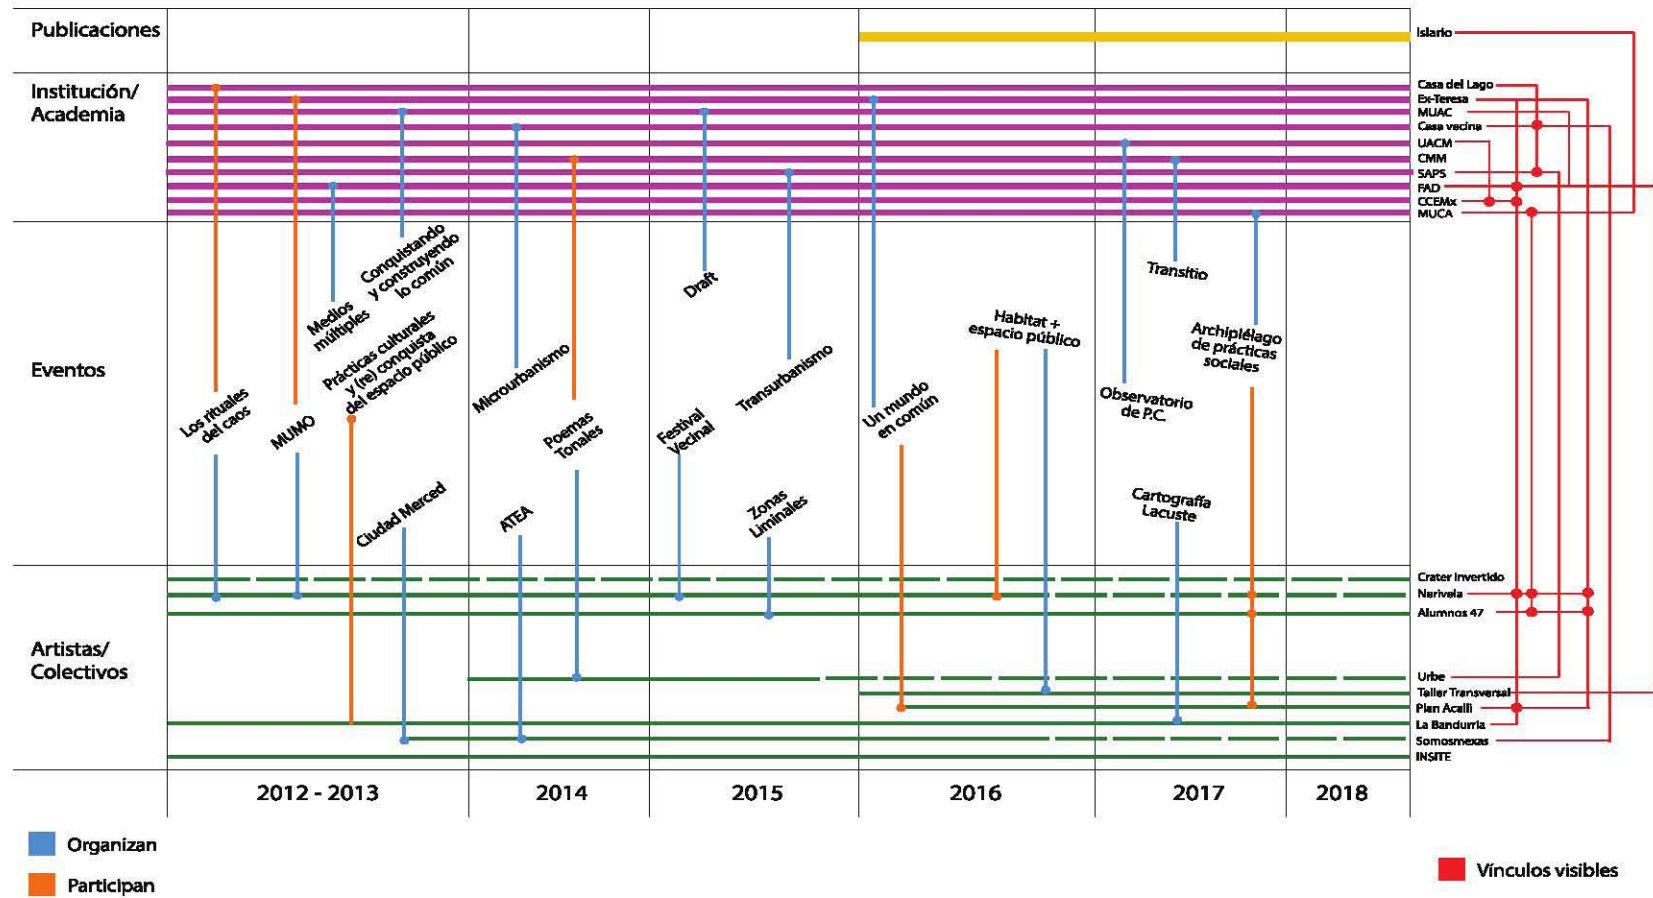 Publicaciones
Islario
Institución/
Academia
Casa del Lago
Ex-Teresa
MUAC
Casa vecina
UACM
CMM
SAPS
FAD
CCEMx
MUCA
Eventos
Los rituales
del caos
MUMO
Medios
múltiples
Conquistando
y construyendo
lo común
Prácticas culturales
y (re) conquista
del espacio público
Ciudad Merced
Microurbanismo
ATEA
Poemas
Tonales
Draft
Festival
Vecinal
Transurbanismo
Zonas
Liminales
Un mundo
en común
Habitat +
espacio público
Observatorio
de P.C.
Transitio
Cartografía
Lacuste
Archipiélago
de prácticas
sociales
Artistas/
Colectivos
Crater Invertido
Nerivela
Alumnos 47
Urbe
Taller Transversal
Plan Acalli
La Bandurria
Somosmexas
INSITE
2012 - 2013
2014
2015
2016
2017
2018
Organizan
Participan
Vínculos visibles